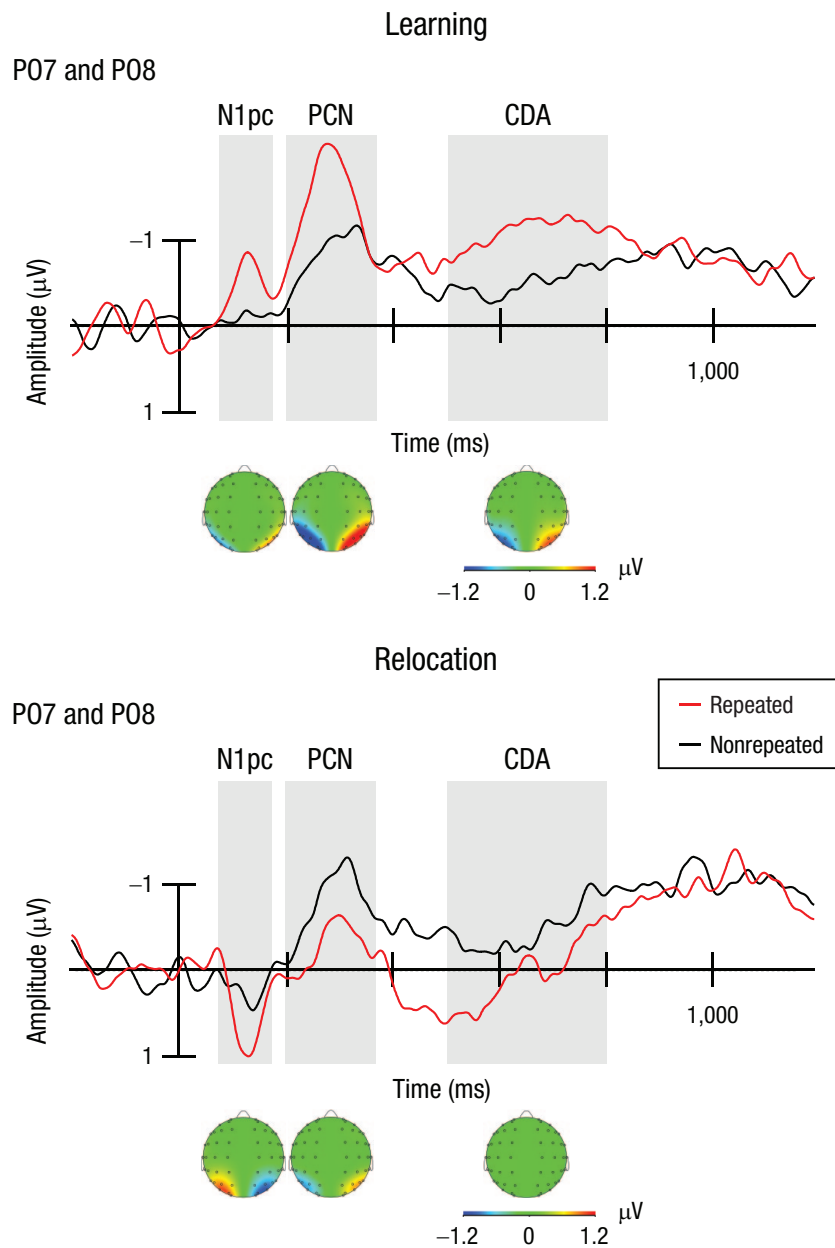 Learning
PO7 and PO8
N1pc PCN CDA
−1
Amplitude (μV)
1
1,000
Time (ms)
μV
−1.2 0 1.2
Relocation
PO7 and PO8
Repeated
Nonrepeated
N1pc PCN CDA
−1
Amplitude (μV)
1
1,000
Time (ms)
μV
−1.2 0 1.2